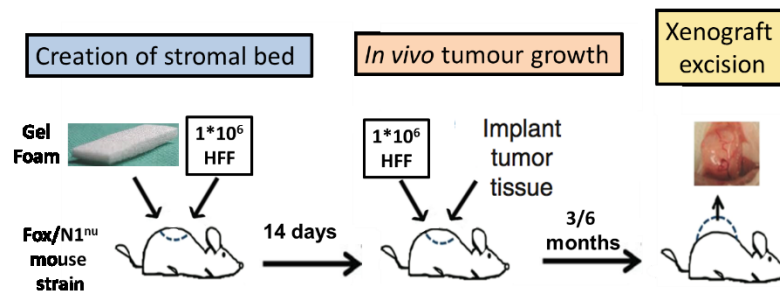 Creation of stromal bed
In vivo tumour growth
Xenograft
excision
Gel
Foam
1*10⁶
HFF
1*10⁶
HFF
Implant
tumor
tissue
Fox/N1ⁿᵘ
mouse
strain
14 days
3/6
months